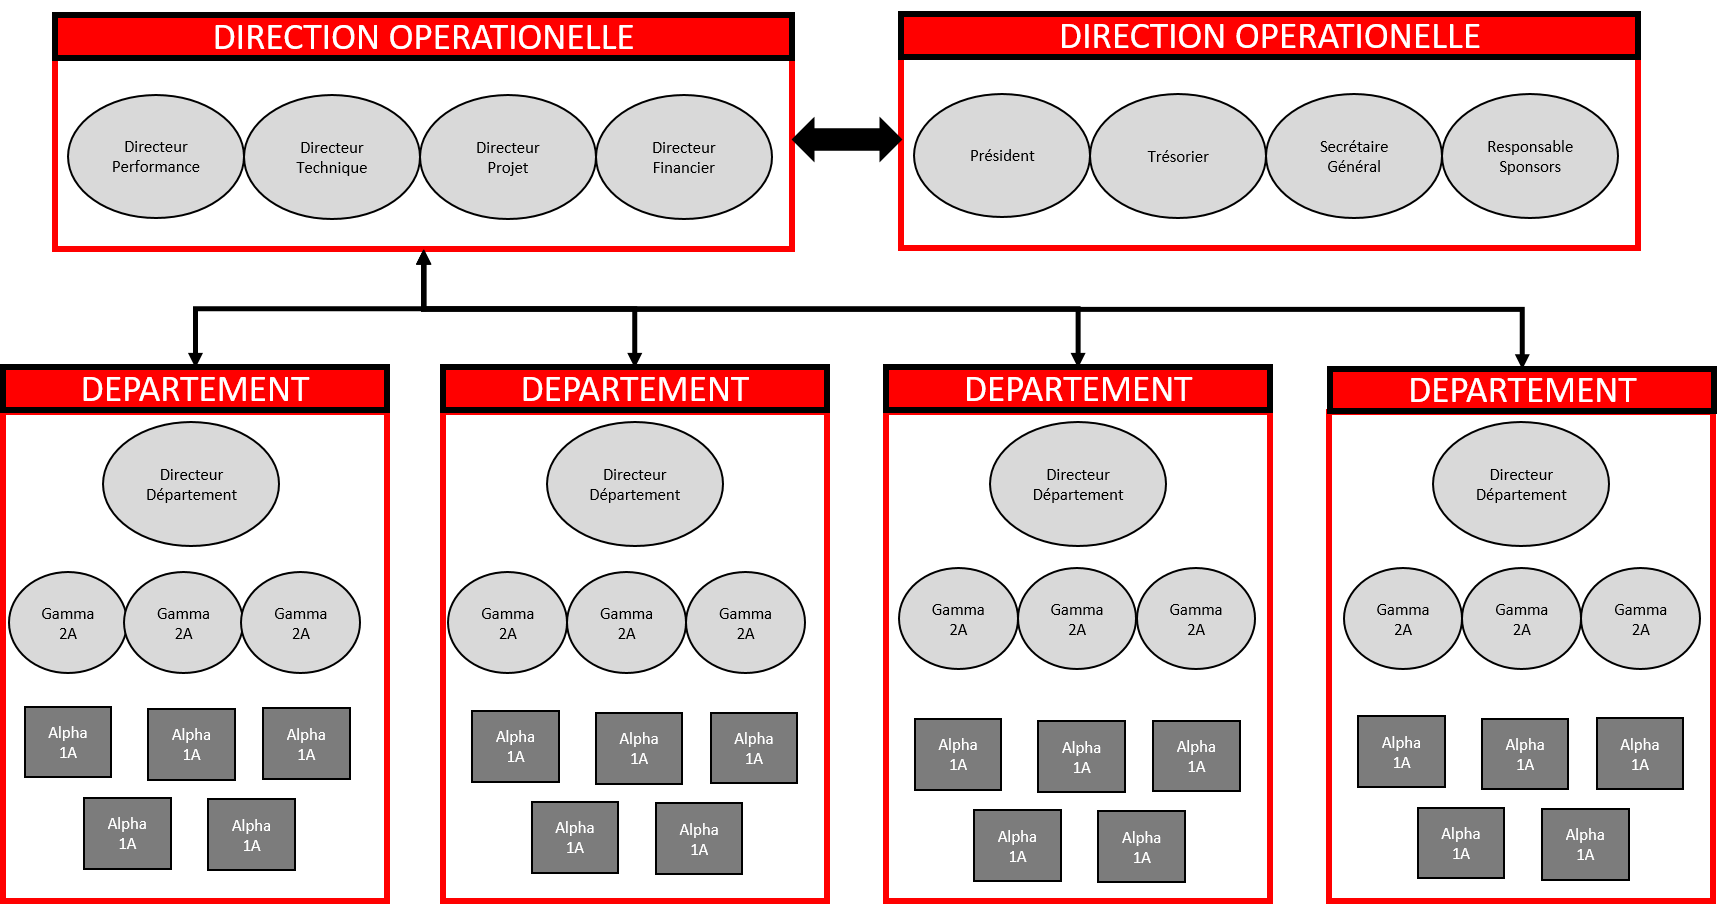 DIRECTION OPERATIONELLE
Directeur
Performance
Directeur
Technique
Directeur
Projet
Directeur
Financier
DIRECTION OPERATIONELLE
Président
Trésorier
Secrétaire
Général
Responsable
Sponsors
DEPARTEMENT
Directeur
Département
Gamma
2A
Gamma
2A
Gamma
2A
Alpha
1A
Alpha
1A
Alpha
1A
Alpha
1A
Alpha
1A
DEPARTEMENT
Directeur
Département
Gamma
2A
Gamma
2A
Gamma
2A
Alpha
1A
Alpha
1A
Alpha
1A
Alpha
1A
Alpha
1A
DEPARTEMENT
Directeur
Département
Gamma
2A
Gamma
2A
Gamma
2A
Alpha
1A
Alpha
1A
Alpha
1A
Alpha
1A
Alpha
1A
DEPARTEMENT
Directeur
Département
Gamma
2A
Gamma
2A
Gamma
2A
Alpha
1A
Alpha
1A
Alpha
1A
Alpha
1A
Alpha
1A